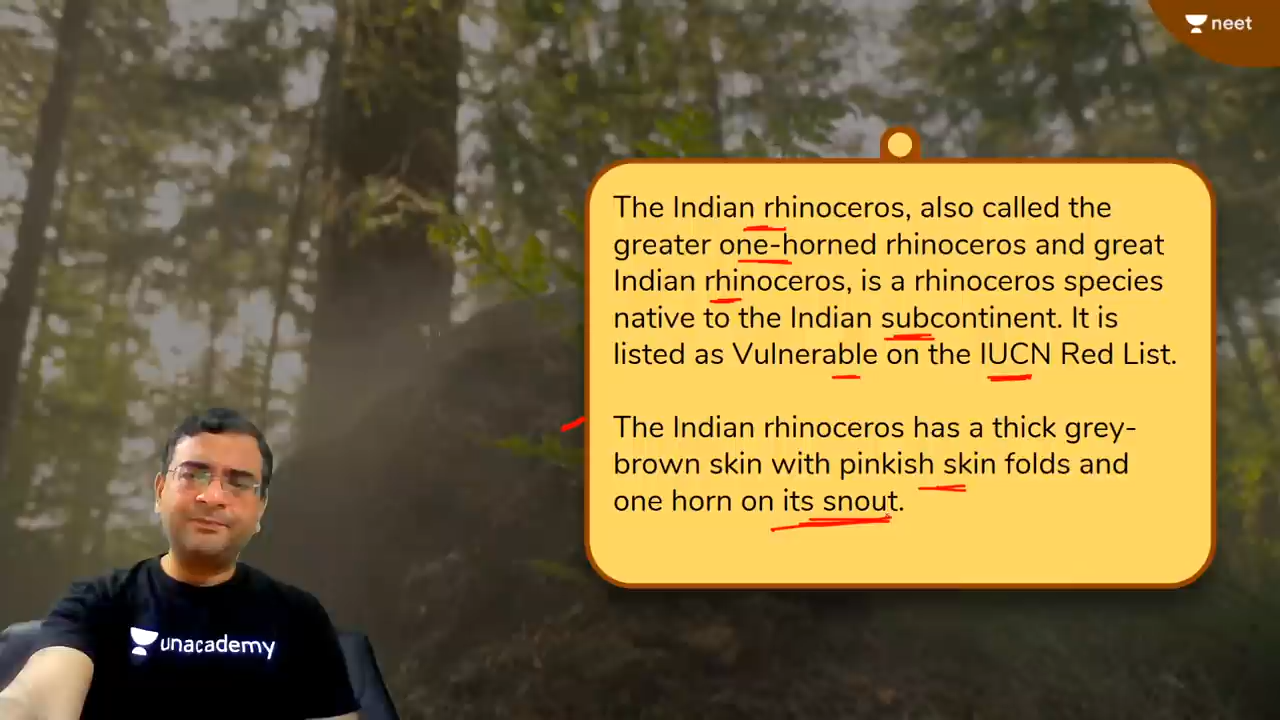 neet
The Indian rhinoceros, also called the
greater one-horned rhinoceros and great
Indian rhinoceros, is a rhinoceros species
native to the Indian subcontinent. It is
listed as Vulnerable on the IUCN Red List.
The Indian rhinoceros has a thick grey-
brown skin with pinkish skin folds and
one horn on its snout.
unacademy